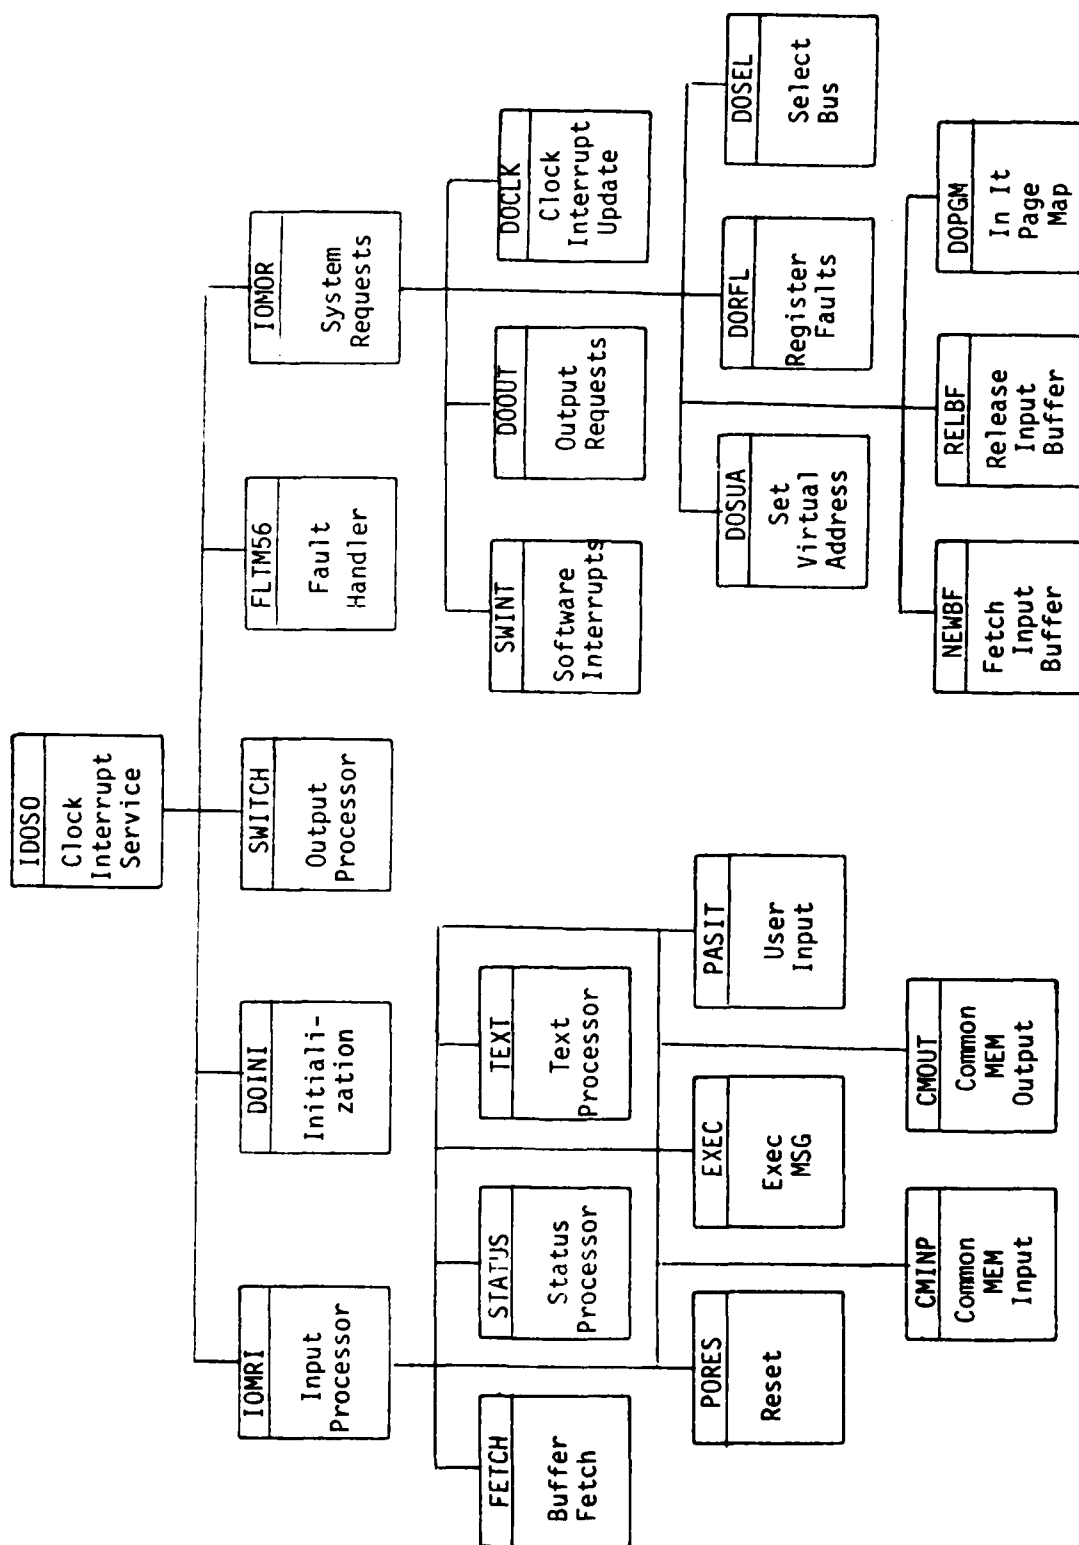 IDOSO
Clock
Interrupt
Service
IOMRI
Input
Processor
DOINI
Initiali-
zation
SWITCH
Output
Processor
FLTM56
Fault
Handler
IOMOR
System
Requests
FETCH
Buffer
Fetch
STATUS
Status
Processor
TEXT
Text
Processor
SWINT
Software
Interrupts
DOOUT
Output
Requests
DOCLK
Clock
Interrupt
Update
PORES
Reset
EXEC
Exec
MSG
PASIT
User
Input
DOSUA
Set
Virtual
Address
DORFL
Register
Faults
DOSEL
Select
Bus
CMINP
Common
MEM
Input
CMOUT
Common
MEM
Output
NEWBF
Fetch
Input
Buffer
RELBF
Release
Input
Buffer
DOPGM
In It
Page
Map